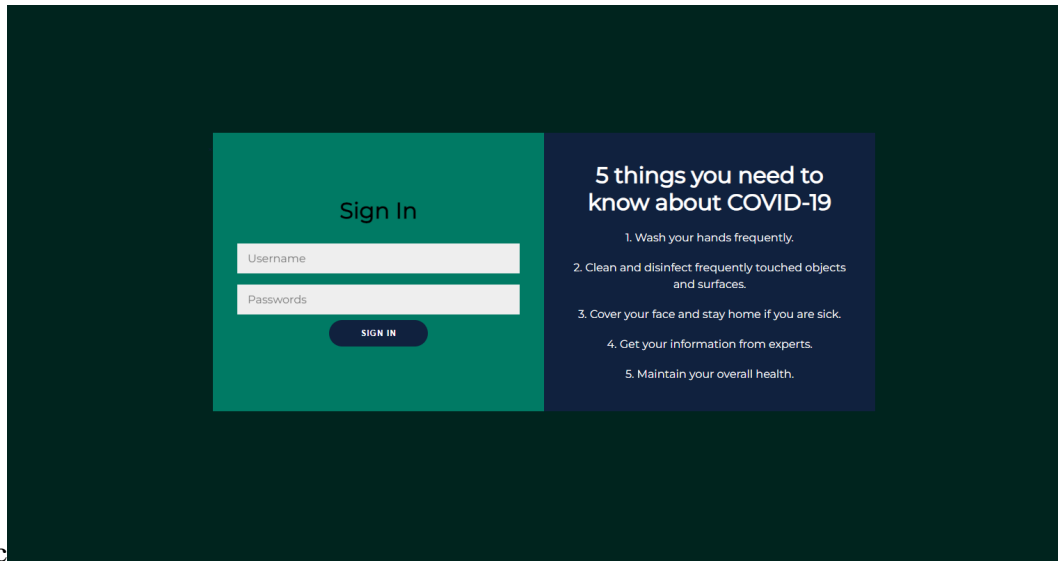 Sign In
Username
Passwords
SIGN IN
5 things you need to
know about COVID-19
1. Wash your hands frequently.
2. Clean and disinfect frequently touched objects
and surfaces.
3. Cover your face and stay home if you are sick.
4. Get your information from experts.
5. Maintain your overall health.